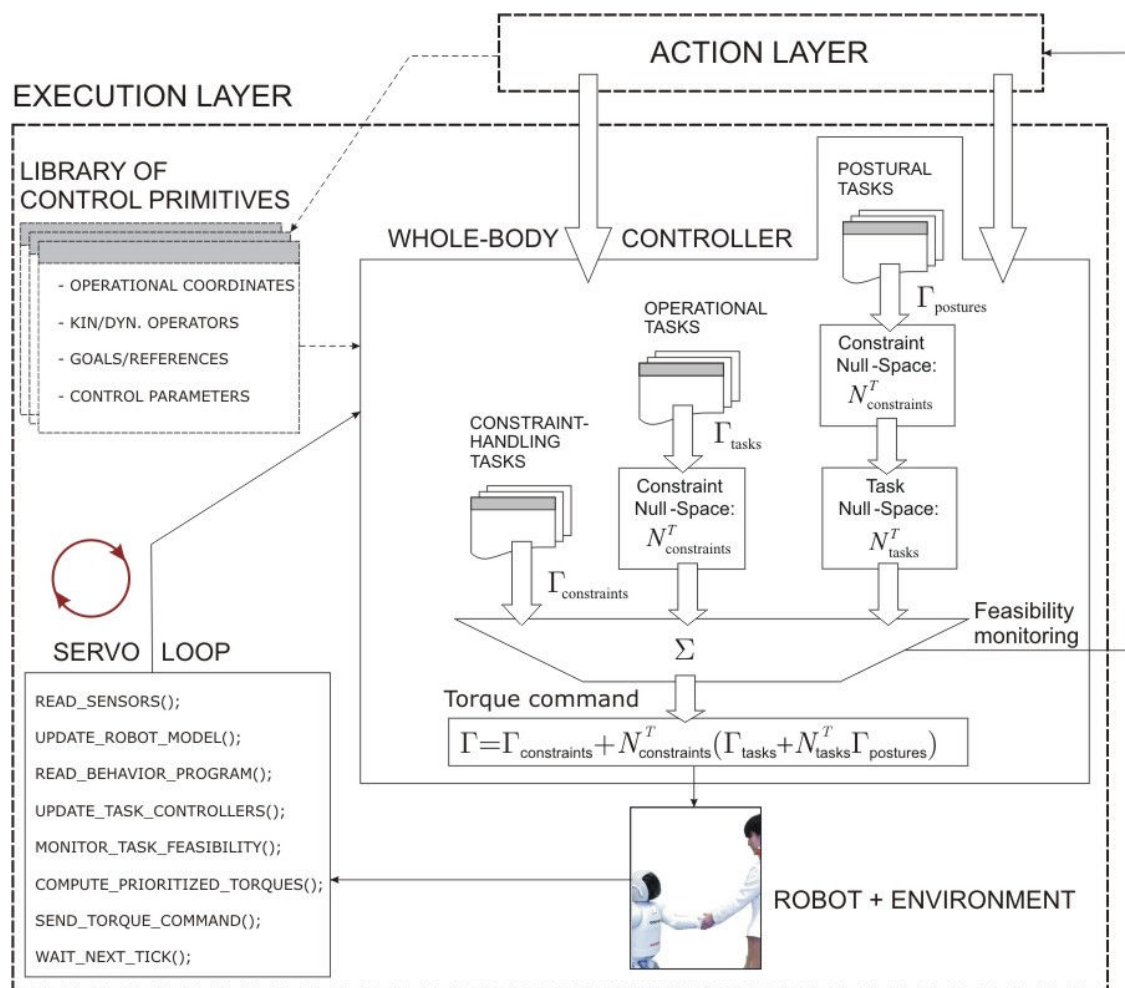 ACTION LAYER
EXECUTION LAYER
LIBRARY OF
CONTROL PRIMITIVES
- OPERATIONAL COORDINATES
- KIN/DYN. OPERATORS
- GOALS/REFERENCES
- CONTROL PARAMETERS
WHOLE-BODY CONTROLLER
POSTURAL
TASKS
Γpostures
Constraint
Null-Space:
N^T constraints
Task
Null-Space:
N^T tasks
OPERATIONAL
TASKS
Γtasks
Constraint
Null-Space:
N^T constraints
CONSTRAINT-
HANDLING
TASKS
Γconstraints
Σ
Feasibility
monitoring
Torque command
Γ=Γconstraints+N^T constraints(Γtasks+N^T tasksΓpostures)
SERVO LOOP
READ_SENSORS();
UPDATE_ROBOT_MODEL();
READ_BEHAVIOR_PROGRAM();
UPDATE_TASK_CONTROLLERS();
MONITOR_TASK_FEASIBILITY();
COMPUTE_PRIORITIZED_TORQUES();
SEND_TORQUE_COMMAND();
WAIT_NEXT_TICK();
ROBOT + ENVIRONMENT